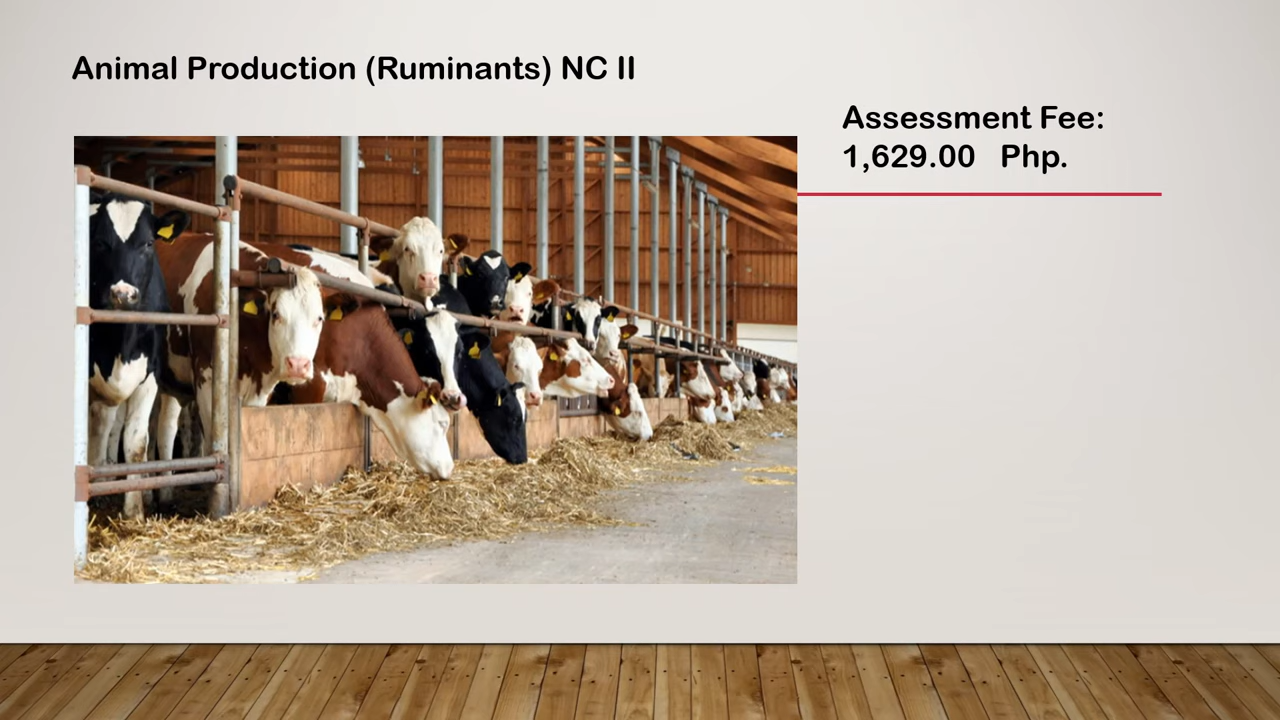 Animal Production (Ruminants) NC II
Assessment Fee:
1,629.00 Php.